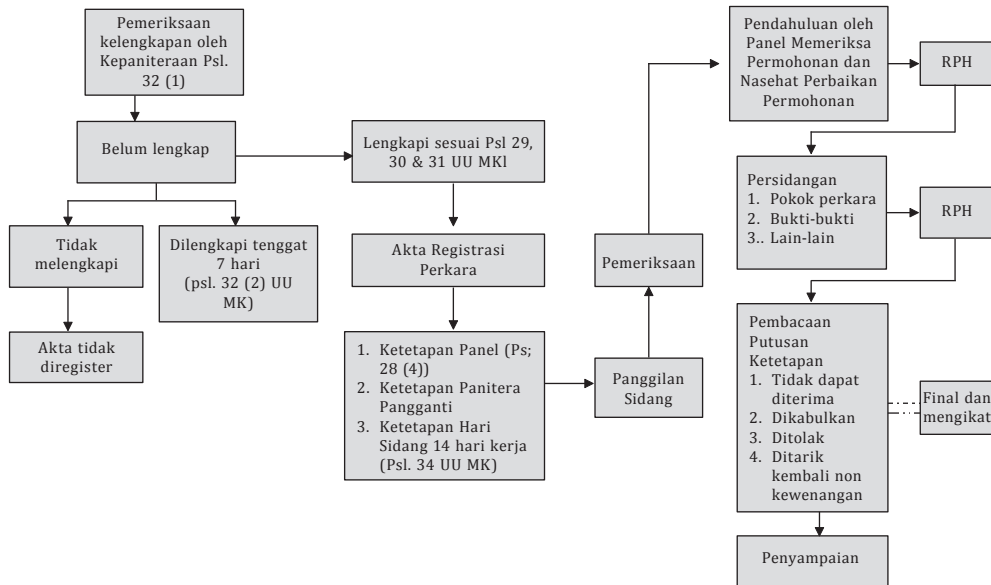 Pemeriksaan
kelengkapan oleh
Kepaniteraan Psl.
32 (1)
Belum lengkap
Tidak
melengkapi
Dilengkapi tenggat
7 hari
(psl. 32 (2) UU
MK)
Akta tidak
diregister
Lengkapi sesuai Psl 29,
30 & 31 UU MKl
Akta Registrasi
Perkara
1. Ketetapan Panel (Ps;
28 (4))
2. Ketetapan Panitera
Pangganti
3. Ketetapan Hari
Sidang 14 hari kerja
(Psl. 34 UU MK)
Panggilan
Sidang
Pemeriksaan
Pendahuluan oleh
Panel Memeriksa
Permohonan dan
Nasehat Perbaikan
Permohonan
RPH
Persidangan
1. Pokok perkara
2. Bukti-bukti
3.. Lain-lain
RPH
Pembacaan
Putusan
Ketetapan
1. Tidak dapat
diterima
2. Dikabulkan
3. Ditolak
4. Ditarik
kembali non
kewenangan
Final dan
mengikat
Penyampaian